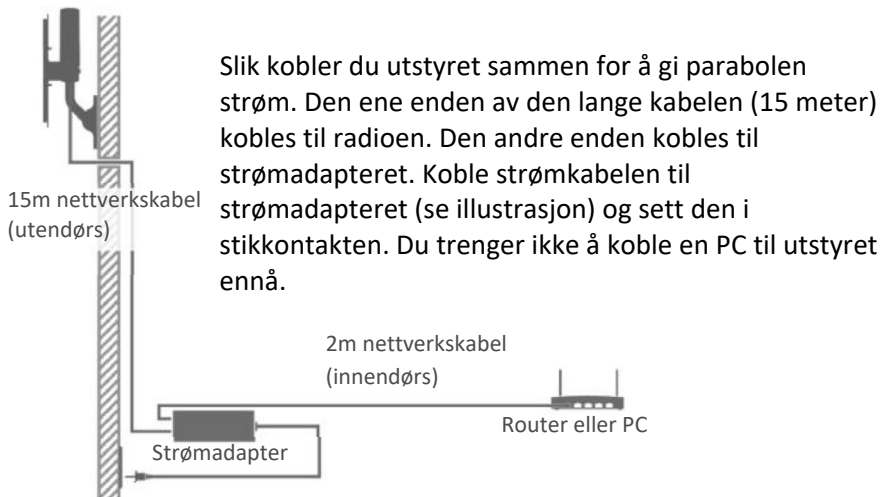 Slik kobler du utstyret sammen for å gi parabolen
strøm. Den ene enden av den lange kabelen (15 meter)
kobles til radioen. Den andre enden kobles til
strømadapteret. Koble strømkabelen til
strømadapteret (se illustrasjon) og sett den i
stikkontakten. Du trenger ikke å koble en PC til utstyret
ennå.
15m nettverskabel
(utendørs)
2m nettverkskabel
(innendørs)
Router eller PC
Strømadapter